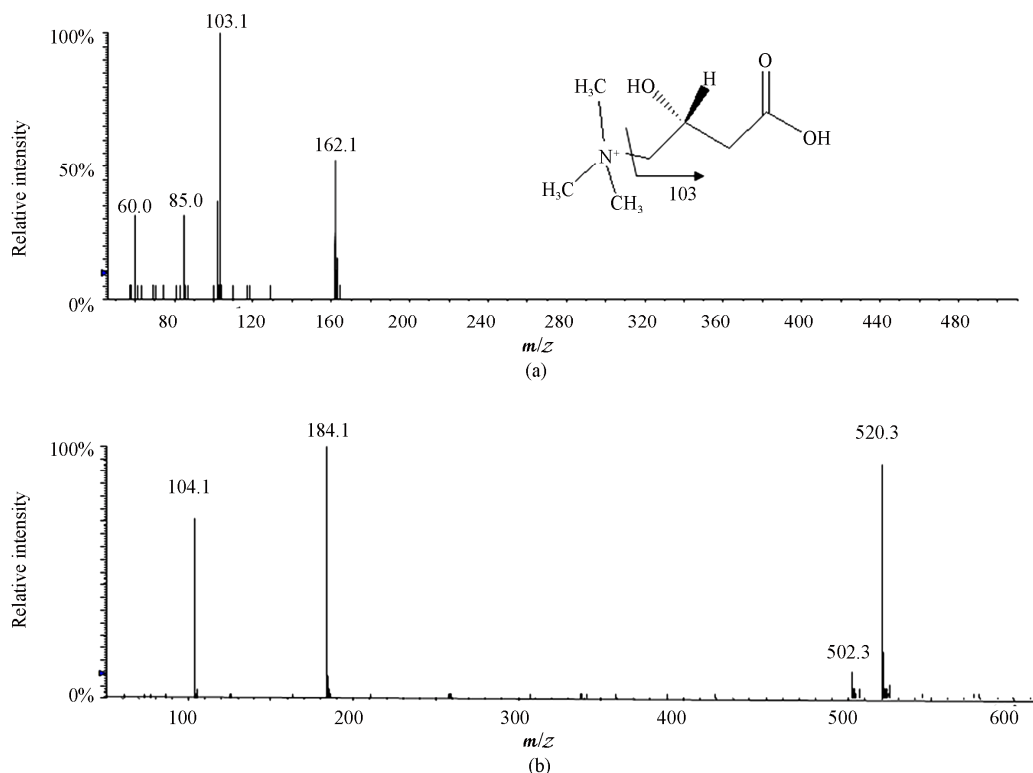 103.1
100%
162.1
50%
60.0
85.0
0%
Relative intensity
O
H
HO
H₃C
OH
N⁺
H₃C
CH₃
103
80 120 160 200 240 280 320 360 400 440 480
m/z
(a)
184.1
520.3
100%
104.1
502.3
0%
Relative intensity
100 200 300 400 500 600
m/z
(b)